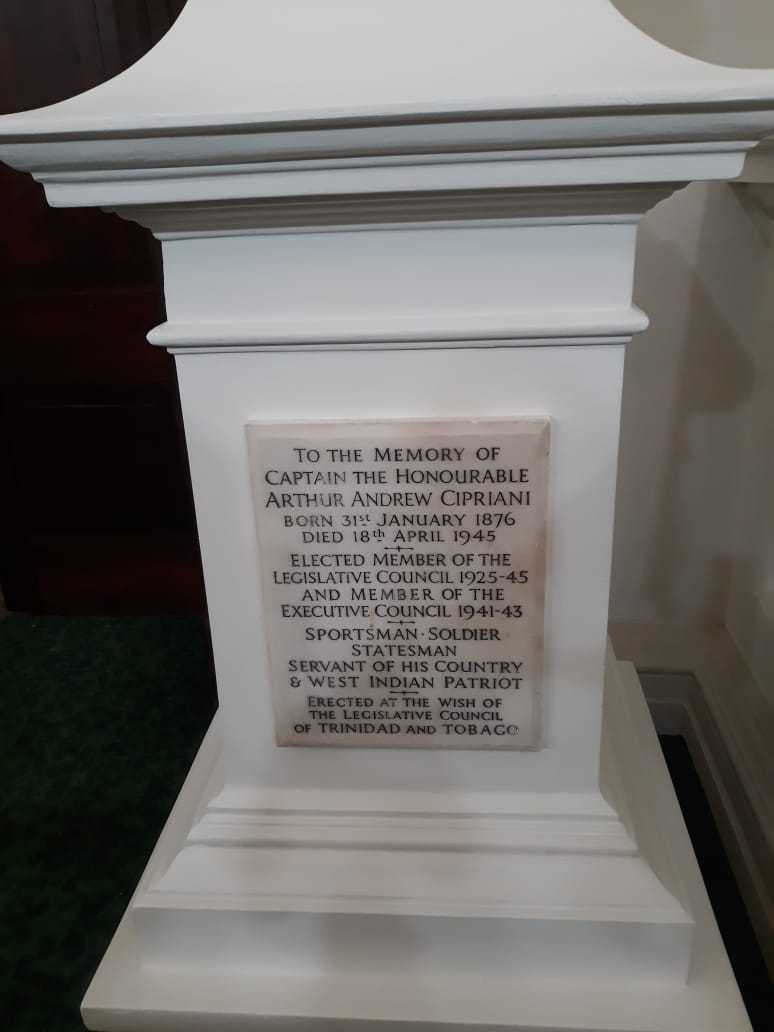 TO THE MEMORY OF
CAPTAIN THE HONOURABLE
ARTHUR ANDREW CIPRIANI
BORN 31st JANUARY 1876
DIED 18th APRIL 1945
ELECTED MEMBER OF THE
LEGISLATIVE COUNCIL 1925-45
AND MEMBER OF THE
EXECUTIVE COUNCIL 1941-43
SPORTSMAN · SOLDIER
STATESMAN
SERVANT OF HIS COUNTRY
& WEST INDIAN PATRIOT
ERECTED AT THE WISH OF
THE LEGISLATIVE COUNCIL
OF TRINIDAD AND TOBAGO